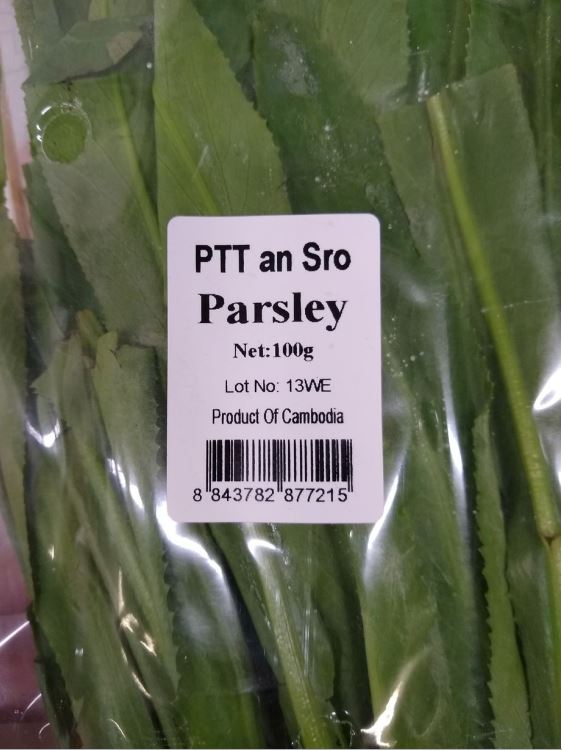 PTT an Sro
Parsley
Net:100g
Lot No: 13WE
Product Of Cambodia
8 843782 877215